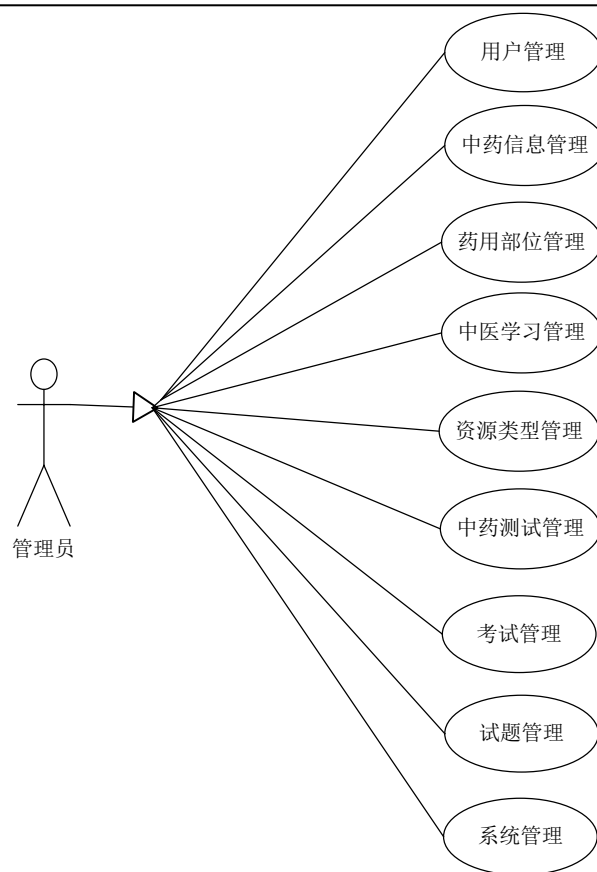 用户管理
中药信息管理
药用部位管理
中医学习管理
资源类型管理
中药测试管理
管理员
考试管理
试题管理
系统管理